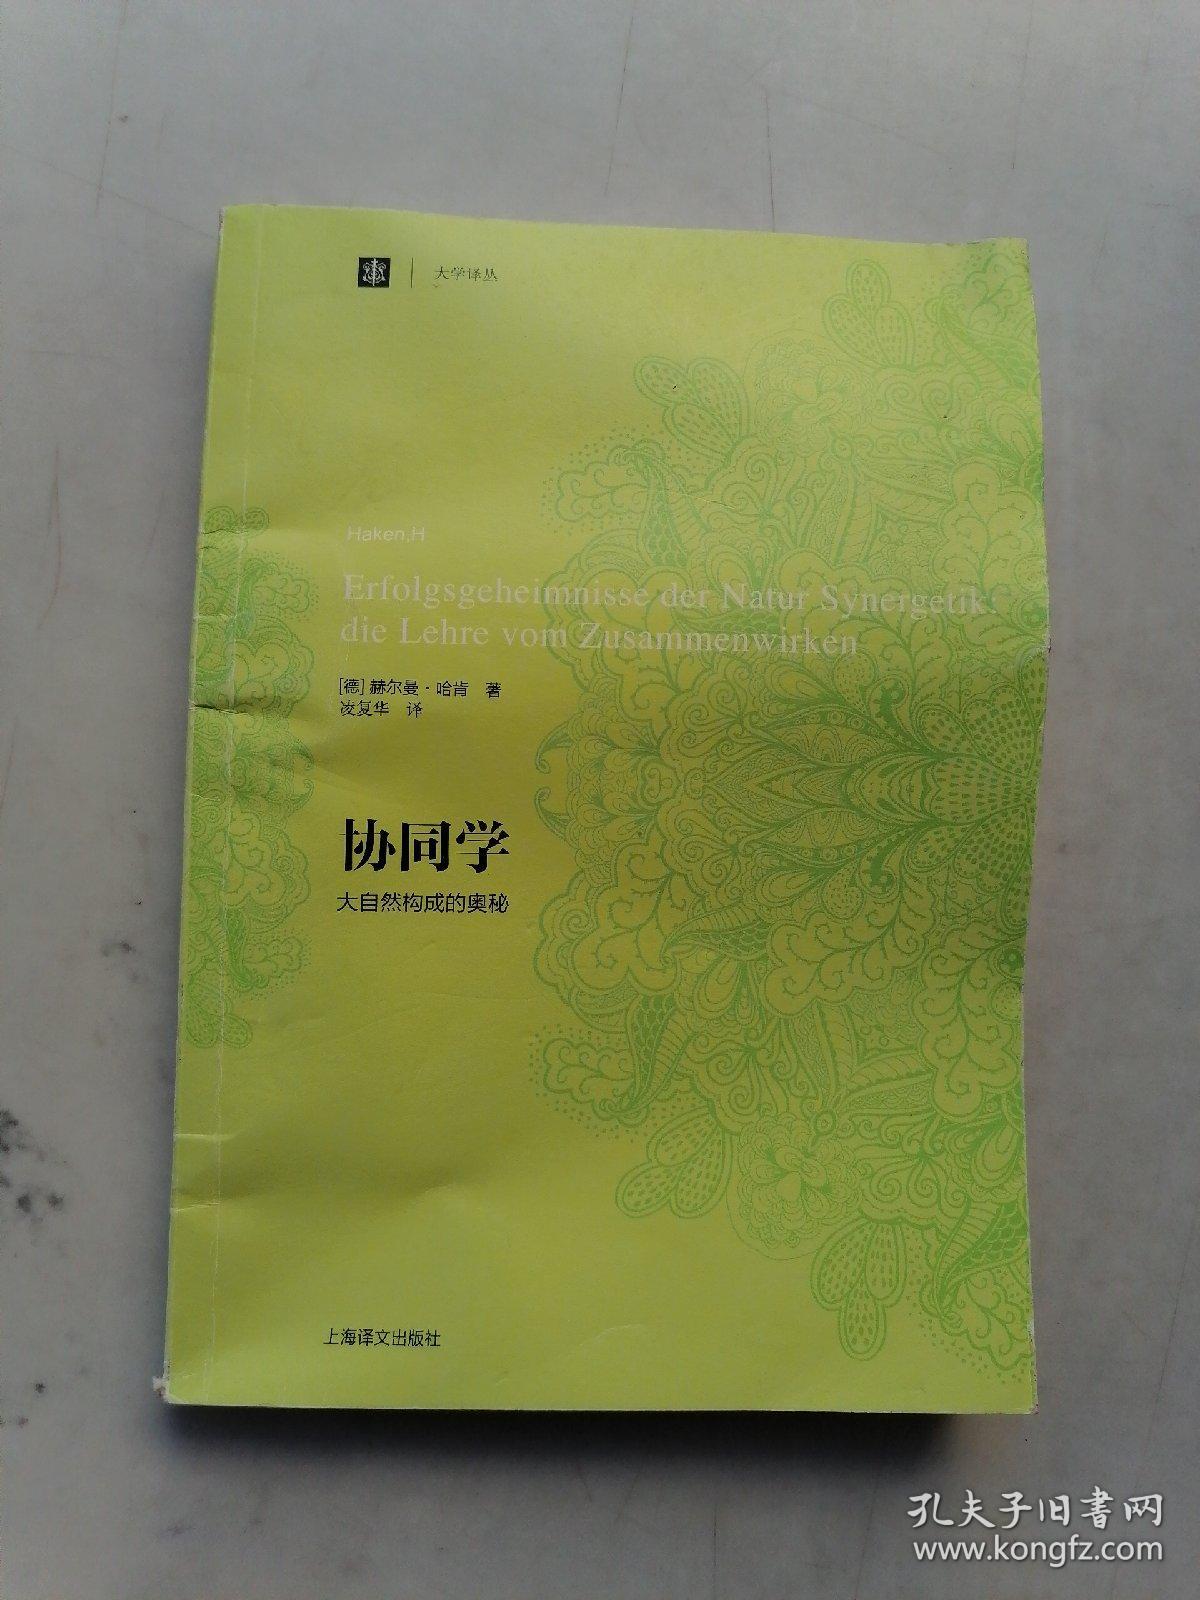 大学译丛
Haken,H
Erfolgsgeheimnisse der Natur Synergetik:
die Lehre vom Zusammenwirken
[德] 赫尔曼·哈肯 著
凌复华 译
协同学
大自然构成的奥秘
上海译文出版社
孔夫子旧书网
www.kongfz.com